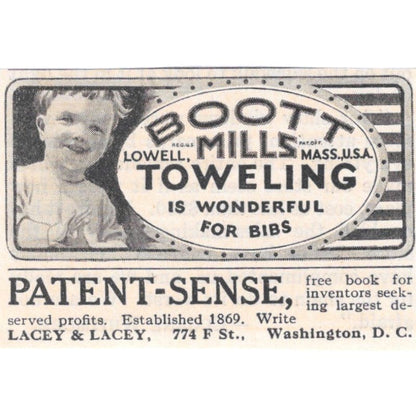 BOOTT
REG.U.S. PAT.OFF.
LOWELL, MILLS MASS.,U.S.A.
TOWELING
IS WONDERFUL
FOR BIBS
PATENT-SENSE, free book for
inventors seek-
ing largest de-
served profits. Established 1869. Write
LACEY & LACEY, 774 F St., Washington, D. C.